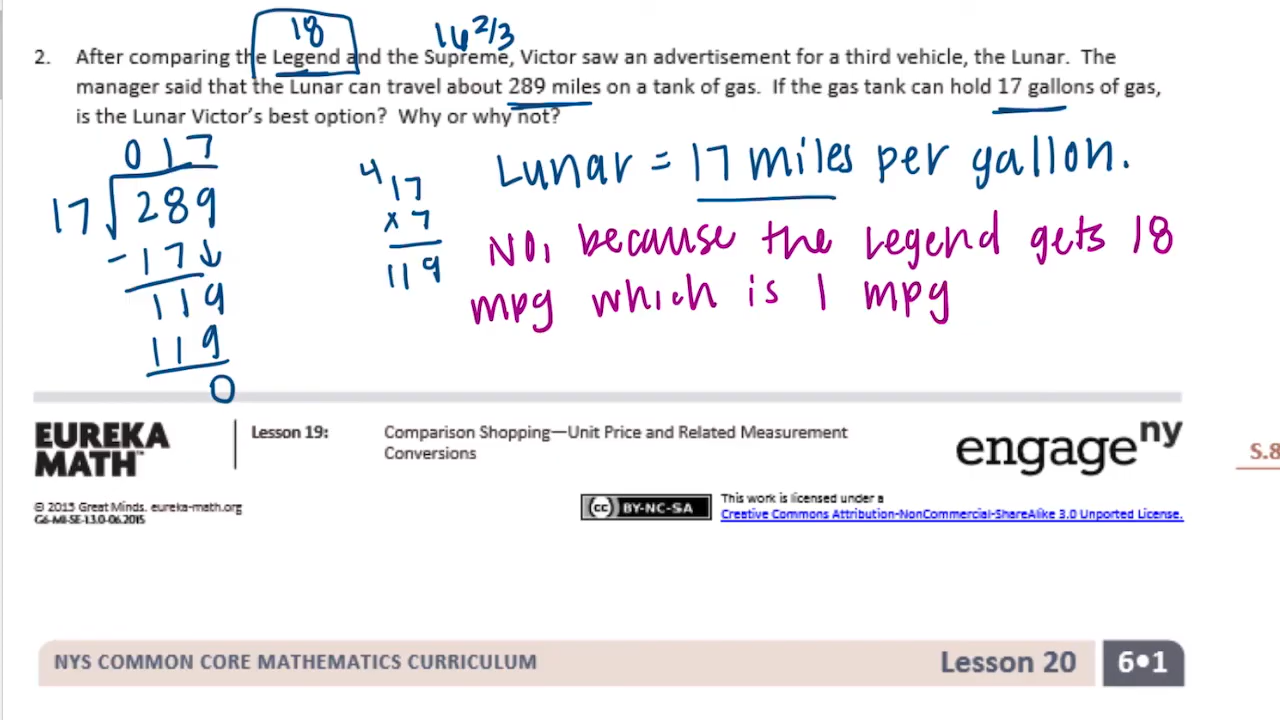 18
16 2/3
2. After comparing the Legend and the Supreme, Victor saw an advertisement for a third vehicle, the Lunar. The
manager said that the Lunar can travel about 289 miles on a tank of gas. If the gas tank can hold 17 gallons of gas,
is the Lunar Victor's best option? Why or why not?
017
17 289
-17
119
119
0
4
17
x 7
119
Lunar = 17 miles per gallon.
No, because the Legend gets 18
mpg which is 1 mpg
EUREKA
MATH™
Lesson 19:
Comparison Shopping—Unit Price and Related Measurement
Conversions
engage ny
S.8
© 2015 Great Minds. eureka-math.org
G6-M1-SE-1.3.0-06.2015
cc BY-NC-SA
This work is licensed under a
Creative Commons Attribution-NonCommercial-ShareAlike 3.0 Unported License.
NYS COMMON CORE MATHEMATICS CURRICULUM
Lesson 20
6•1